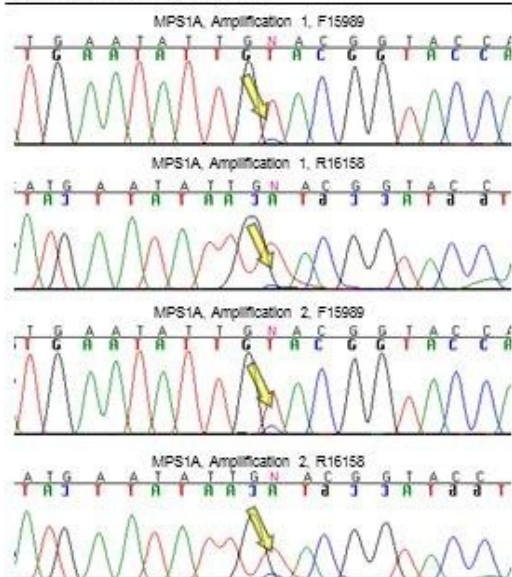 MPS1A, Amplification 1, F15989
T G A A T A T T G N A C G G T A C C A
T G A A T A T T G T A C G G T A C C A
MPS1A, Amplification 1, R16158
A T G A A T A T T G N A C G G T A C C T
MPS1A, Amplification 2, F15989
T G A A T A T T G N A C G G T A C C A
T G A A T A T T G T A C G G T A C C A
MPS1A, Amplification 2, R16158
A T G A A T A T T G N A C G G T A C C T